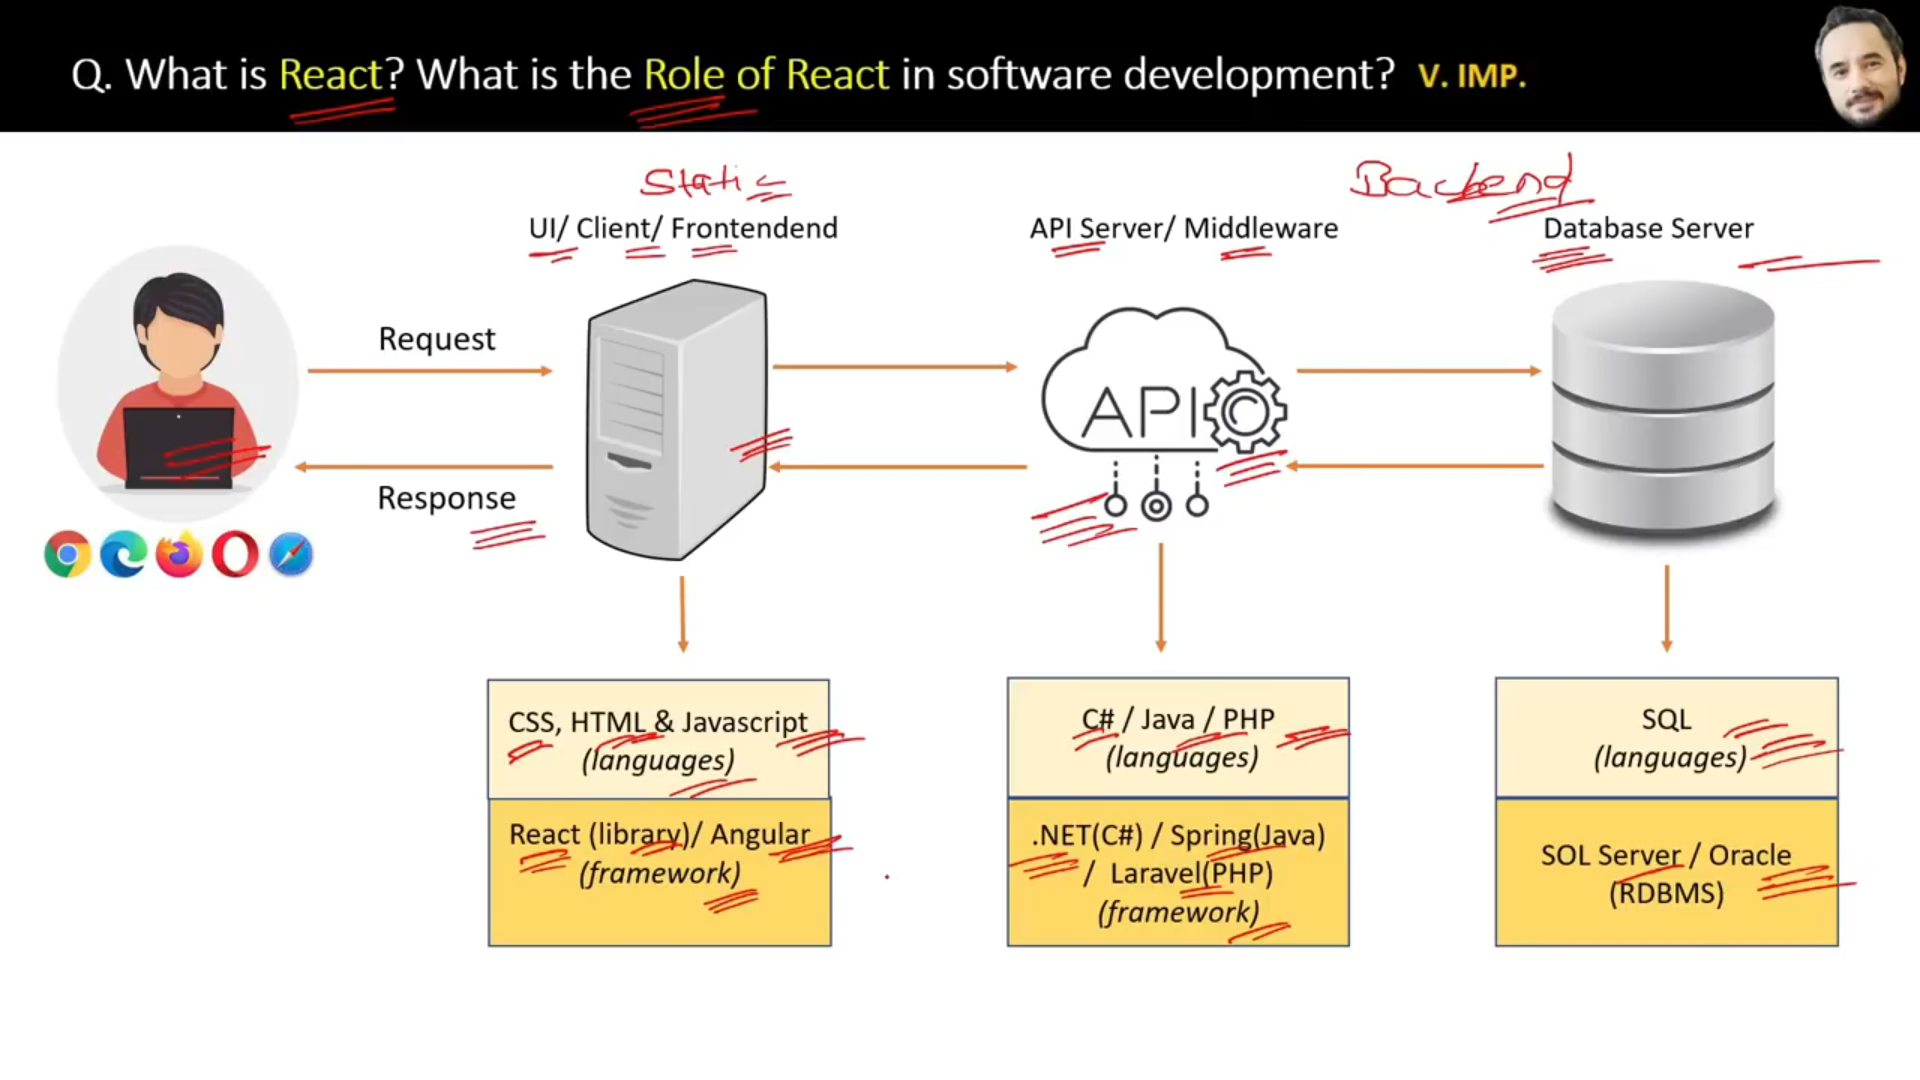 Q. What is React? What is the Role of React in software development? V. IMP.
Static
Backend
UI/ Client/ Frontendend
API Server/ Middleware
Database Server
Request
API
Response
CSS, HTML & Javascript
(languages)
React (library)/ Angular
(framework)
C# / Java / PHP
(languages)
.NET(C#) / Spring(Java)
/ Laravel(PHP)
(framework)
SQL
(languages)
SOL Server / Oracle
(RDBMS)